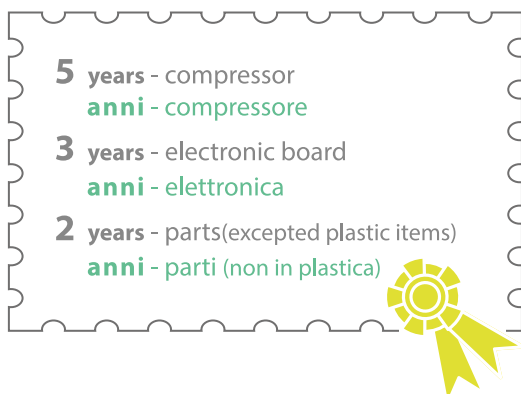 5 years - compressor
anni - compressore
3 years - electronic board
anni - elettronica
2 years - parts(excepted plastic items)
anni - parti (non in plastica)